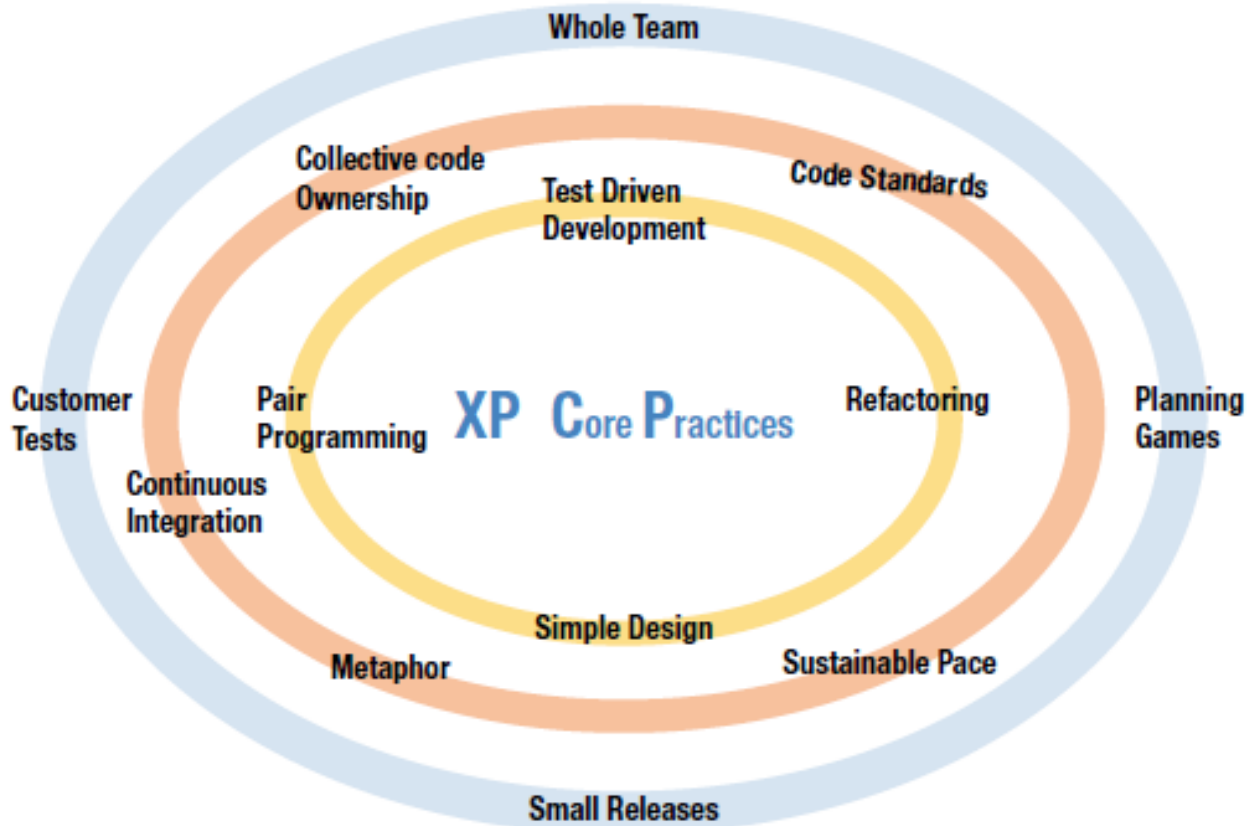 Whole Team
Collective code
Ownership
Test Driven
Development
Code Standards
Customer
Tests
Pair
Programming
XP Core Practices
Refactoring
Planning
Games
Continuous
Integration
Simple Design
Metaphor
Sustainable Pace
Small Releases